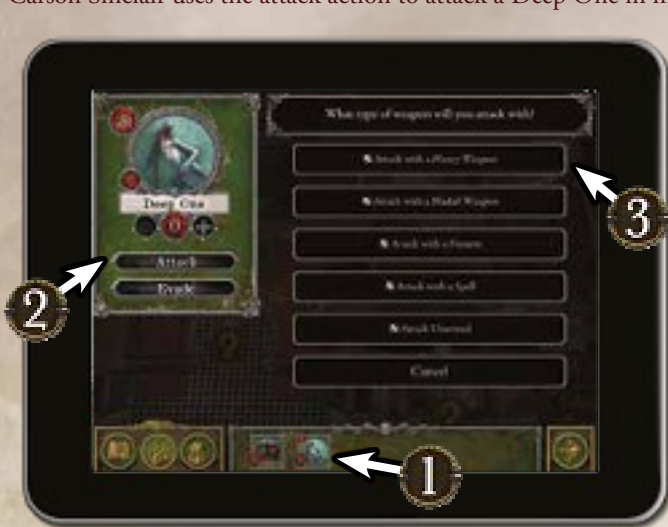 Carson Sinclair uses the attack action to attack a Deep One in
What type of weapon will you attack with?
Attack with a Heavy Weapon
Deep One
Attack with a Bladed Weapon
0
Attack with a Firearm
Attack
Evade
Attack with a Spell
Attack Unarmed
Cancel
1
2
3